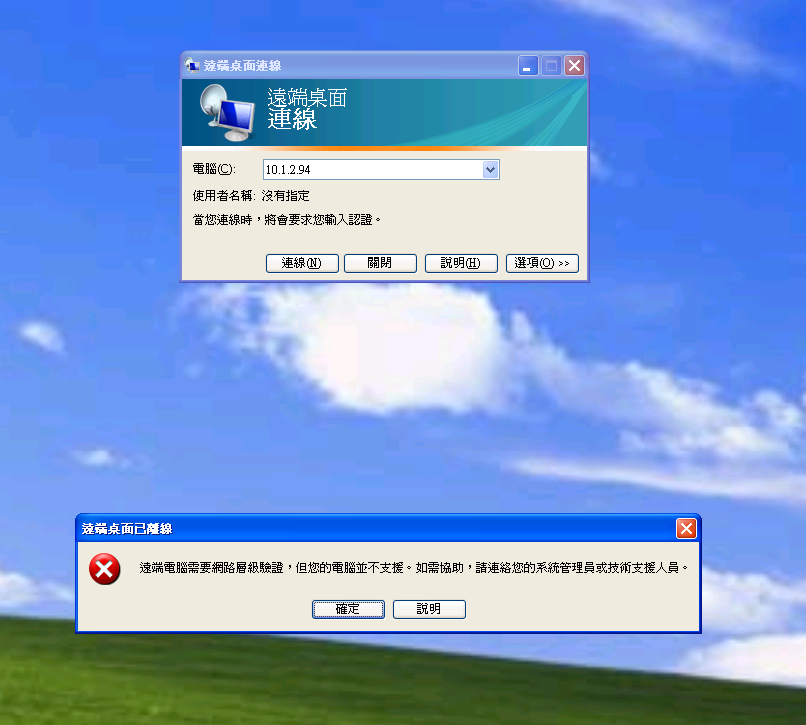 遠端桌面連線
遠端桌面
連線
電腦(C): 10.1.2.94
使用者名稱: 沒有指定
當您連線時，將會要求您輸入認證。
連線(N) 關閉 說明(H) 選項(O) >>
遠端桌面已離線
遠端電腦需要網路層級驗證，但您的電腦並不支援。如需協助，請連絡您的系統管理員或技術支援人員。
確定 說明